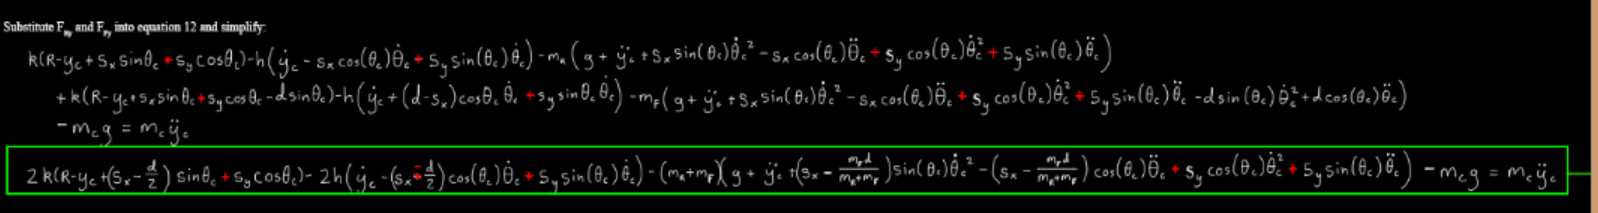 Substitute F_Ry and F_Fy into equation 12 and simplify:
k(R-y_c + s_x sinθ_c + s_y cosθ_c) - h(ẏ_c - s_x cos(θ_c)θ̇_c + s_y sin(θ_c)θ̇_c) - m_R(g + ÿ_c + s_x sin(θ_c)θ̇_c² - s_x cos(θ_c)θ̈_c + s_y cos(θ_c)θ̇_c² + s_y sin(θ_c)θ̈_c)
+ k(R-y_c + s_x sinθ_c + s_y cosθ_c - d sinθ_c) - h(ẏ_c + (d-s_x)cosθ_c θ̇_c + s_y sinθ_c θ̇_c) - m_F(g + ÿ_c + s_x sin(θ_c)θ̇_c² - s_x cos(θ_c)θ̈_c + s_y cos(θ_c)θ̇_c² + s_y sin(θ_c)θ̈_c - d sin(θ_c)θ̇_c² + d cos(θ_c)θ̈_c)
- m_c g = m_c ÿ_c
2k(R-y_c + (s_x - d/2) sinθ_c + s_y cosθ_c) - 2h(ẏ_c - (s_x - d/2)cos(θ_c)θ̇_c + s_y sin(θ_c)θ̇_c) - (m_R+m_F)(g + ÿ_c + (s_x - m_F d/(m_R+m_F))sin(θ_c)θ̇_c² - (s_x - m_F d/(m_R+m_F))cos(θ_c)θ̈_c + s_y cos(θ_c)θ̇_c² + s_y sin(θ_c)θ̈_c) - m_c g = m_c ÿ_c